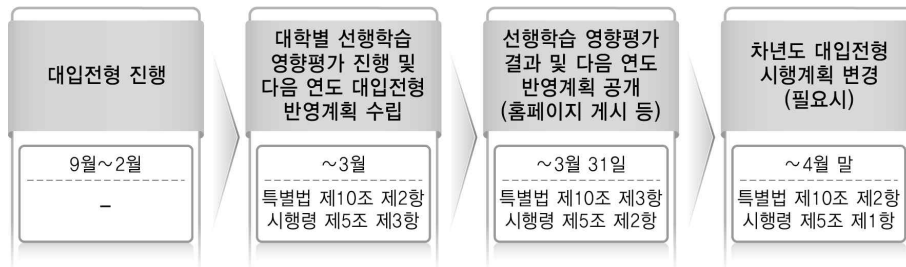 대입전형 진행
9월~2월
-
대학별 선행학습
영향평가 진행 및
다음 연도 대입전형
반영계획 수립
~3월
특별법 제10조 제2항
시행령 제5조 제3항
선행학습 영향평가
결과 및 다음 연도
반영계획 공개
(홈페이지 게시 등)
~3월 31일
특별법 제10조 제3항
시행령 제5조 제2항
차년도 대입전형
시행계획 변경
(필요시)
~4월 말
특별법 제10조 제2항
시행령 제5조 제1항